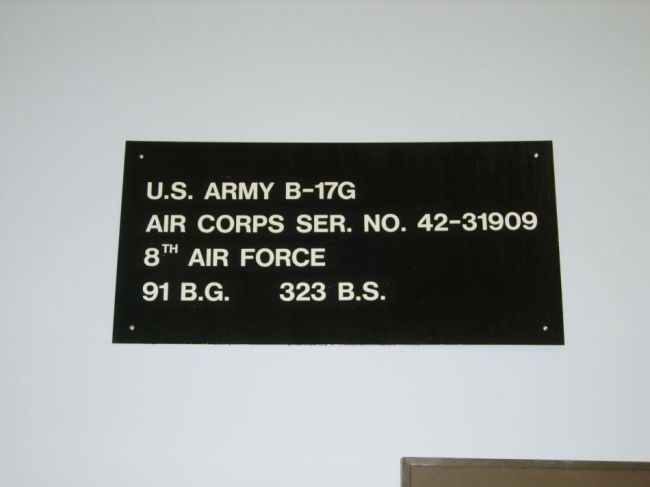 U.S. ARMY B-17G
AIR CORPS SER. NO. 42-31909
8TH AIR FORCE
91 B.G. 323 B.S.